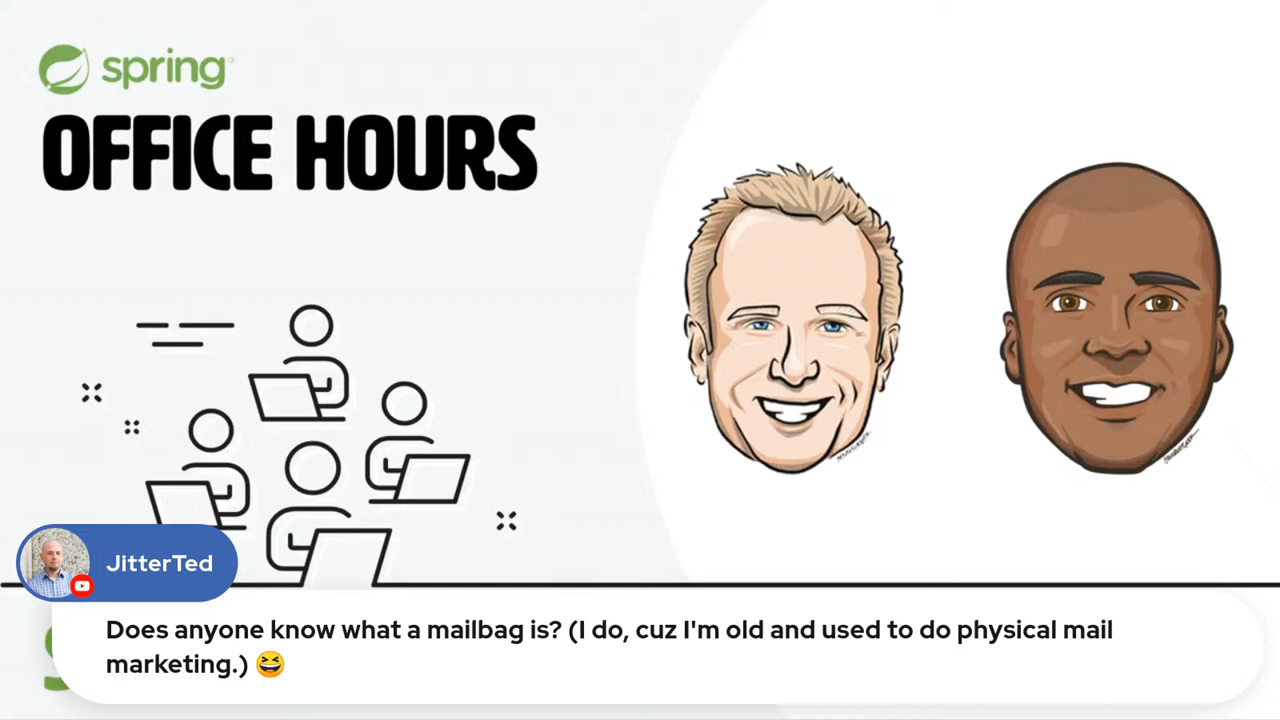 spring
OFFICE HOURS
JitterTed
Does anyone know what a mailbag is? (I do, cuz I'm old and used to do physical mail
marketing.) 😆